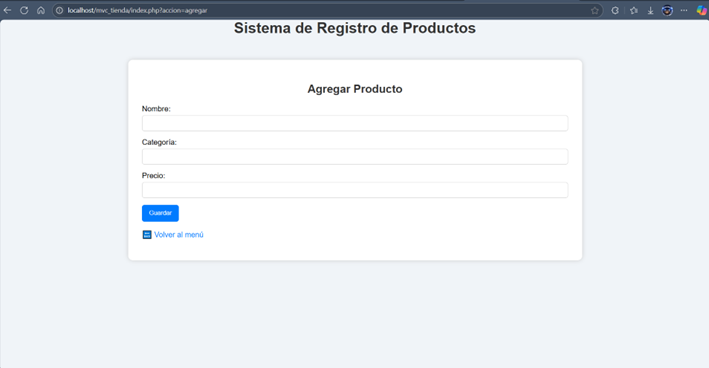 localhost/mvc_tienda/index.php?accion=agregar
Sistema de Registro de Productos
Agregar Producto
Nombre:
Categoría:
Precio:
Guardar
Volver al menú